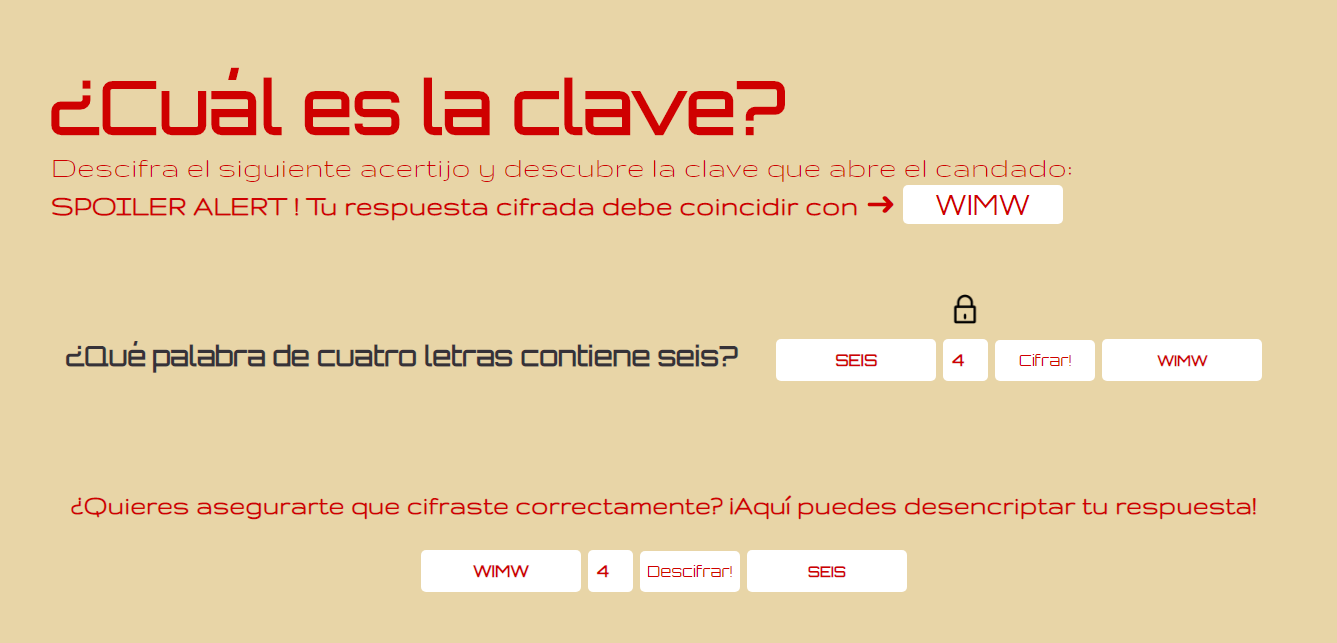 ¿Cuál es la clave?
Descifra el siguiente acertijo y descubre la clave que abre el candado:
SPOILER ALERT ! Tu respuesta cifrada debe coincidir con ➜ WIMW
¿Qué palabra de cuatro letras contiene seis? SEIS 4 Cifrar! WIMW
¿Quieres asegurarte que cifraste correctamente? ¡Aquí puedes desencriptar tu respuesta!
WIMW 4 Descifrar! SEIS